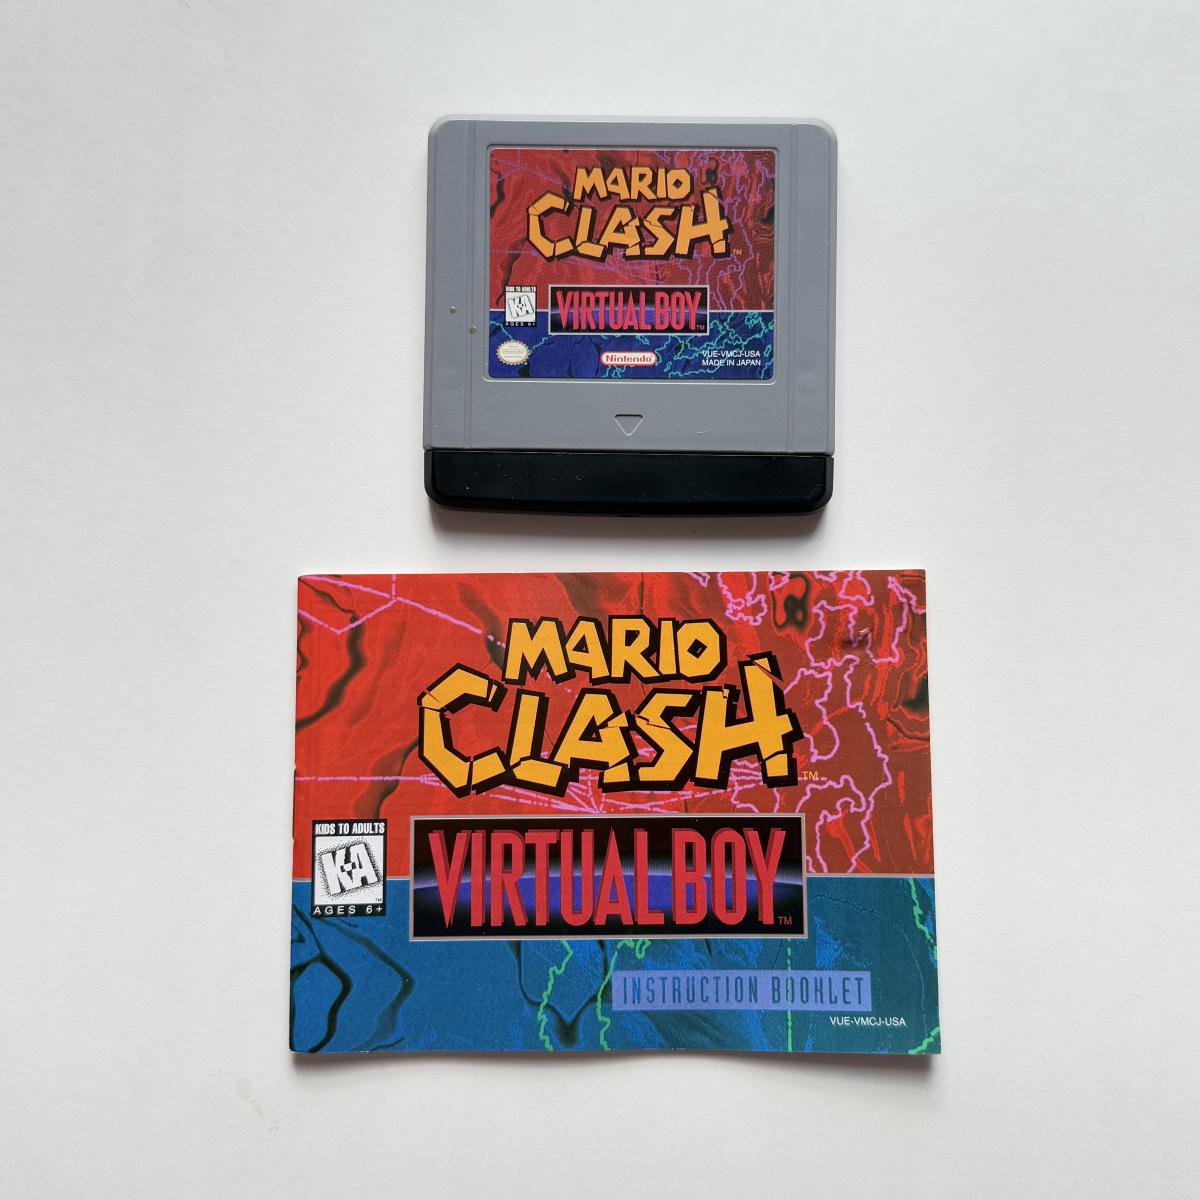 MARIO
CLASH
TM
KIDS TO ADULTS
KA
AGES 6+
VIRTUAL BOY
TM
Nintendo
VUE-VMCJ-USA
MADE IN JAPAN
MARIO
CLASH
TM
KIDS TO ADULTS
KA
TM
AGES 6+
VIRTUAL BOY
TM
INSTRUCTION BOOKLET
VUE-VMCJ-USA